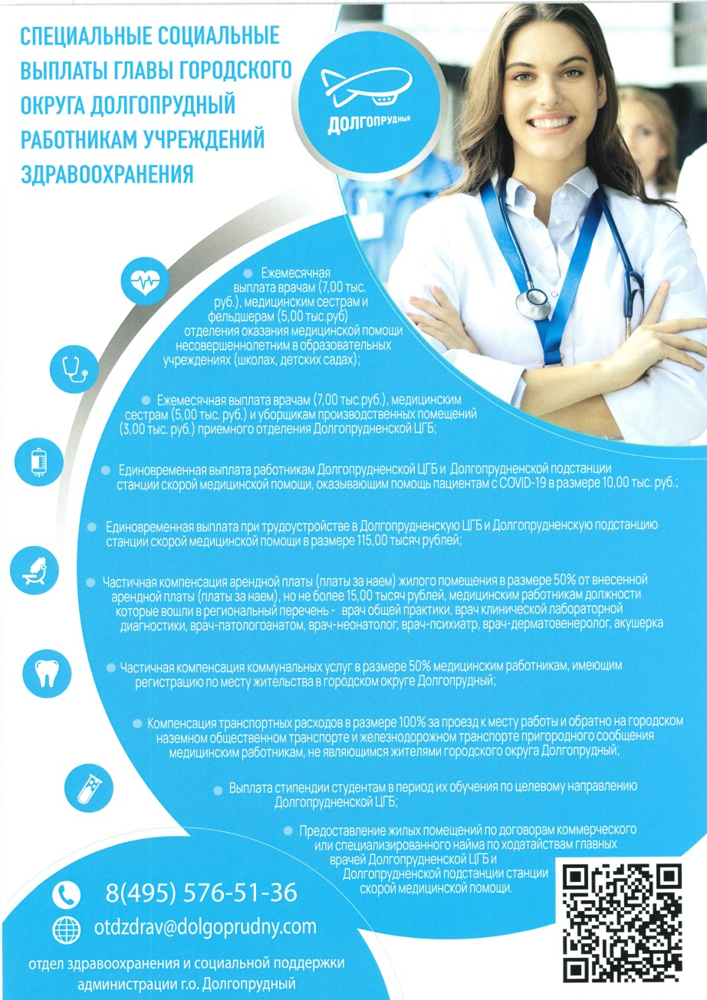 СПЕЦИАЛЬНЫЕ СОЦИАЛЬНЫЕ
ВЫПЛАТЫ ГЛАВЫ ГОРОДСКОГО
ОКРУГА ДОЛГОПРУДНЫЙ
РАБОТНИКАМ УЧРЕЖДЕНИЙ
ЗДРАВООХРАНЕНИЯ
ДОЛГОПРУДНЫЙ
Ежемесячная
выплата врачам (7,00 тыс.
руб.), медицинским сестрам и
фельдшерам (5,00 тыс.руб)
отделения оказания медицинской помощи
несовершеннолетним в образовательных
учреждениях (школах, детских садах);
Ежемесячная выплата врачам (7,00 тыс.руб.), медицинским
сестрам (5,00 тыс. руб.) и уборщикам производственных помещений
(3,00 тыс. руб.) приемного отделения Долгопрудненской ЦГБ;
Единовременная выплата работникам Долгопрудненской ЦГБ и Долгопрудненской подстанции
станции скорой медицинской помощи, оказывающим помощь пациентам с COVID-19 в размере 10,00 тыс. руб.;
Единовременная выплата при трудоустройстве в Долгопрудненскую ЦГБ и Долгопрудненскую подстанцию
станции скорой медицинской помощи в размере 115,00 тысяч рублей;
Частичная компенсация арендной платы (платы за наем) жилого помещения в размере 50% от внесенной
арендной платы (платы за наем), но не более 15,00 тысяч рублей, медицинским работникам должности
которые вошли в региональный перечень - врач общей практики, врач клинической лабораторной
диагностики, врач-патологоанатом, врач-неонатолог, врач-психиатр, врач-дерматовенеролог, акушерка
Частичная компенсация коммунальных услуг в размере 50% медицинским работникам, имеющим
регистрацию по месту жительства в городском округе Долгопрудный;
Компенсация транспортных расходов в размере 100% за проезд к месту работы и обратно на городском
наземном общественном транспорте и железнодорожном транспорте пригородного сообщения
медицинским работникам, не являющимся жителями городского округа Долгопрудный;
Выплата стипендии студентам в период их обучения по целевому направлению
Долгопрудненской ЦГБ;
Предоставление жилых помещений по договорам коммерческого
или специализированного найма по ходатайствам главных
врачей Долгопрудненской ЦГБ и
Долгопрудненской подстанции станции
скорой медицинской помощи.
8(495) 576-51-36
otdzdrav@dolgoprudny.com
отдел здравоохранения и социальной поддержки
администрации г.о. Долгопрудный